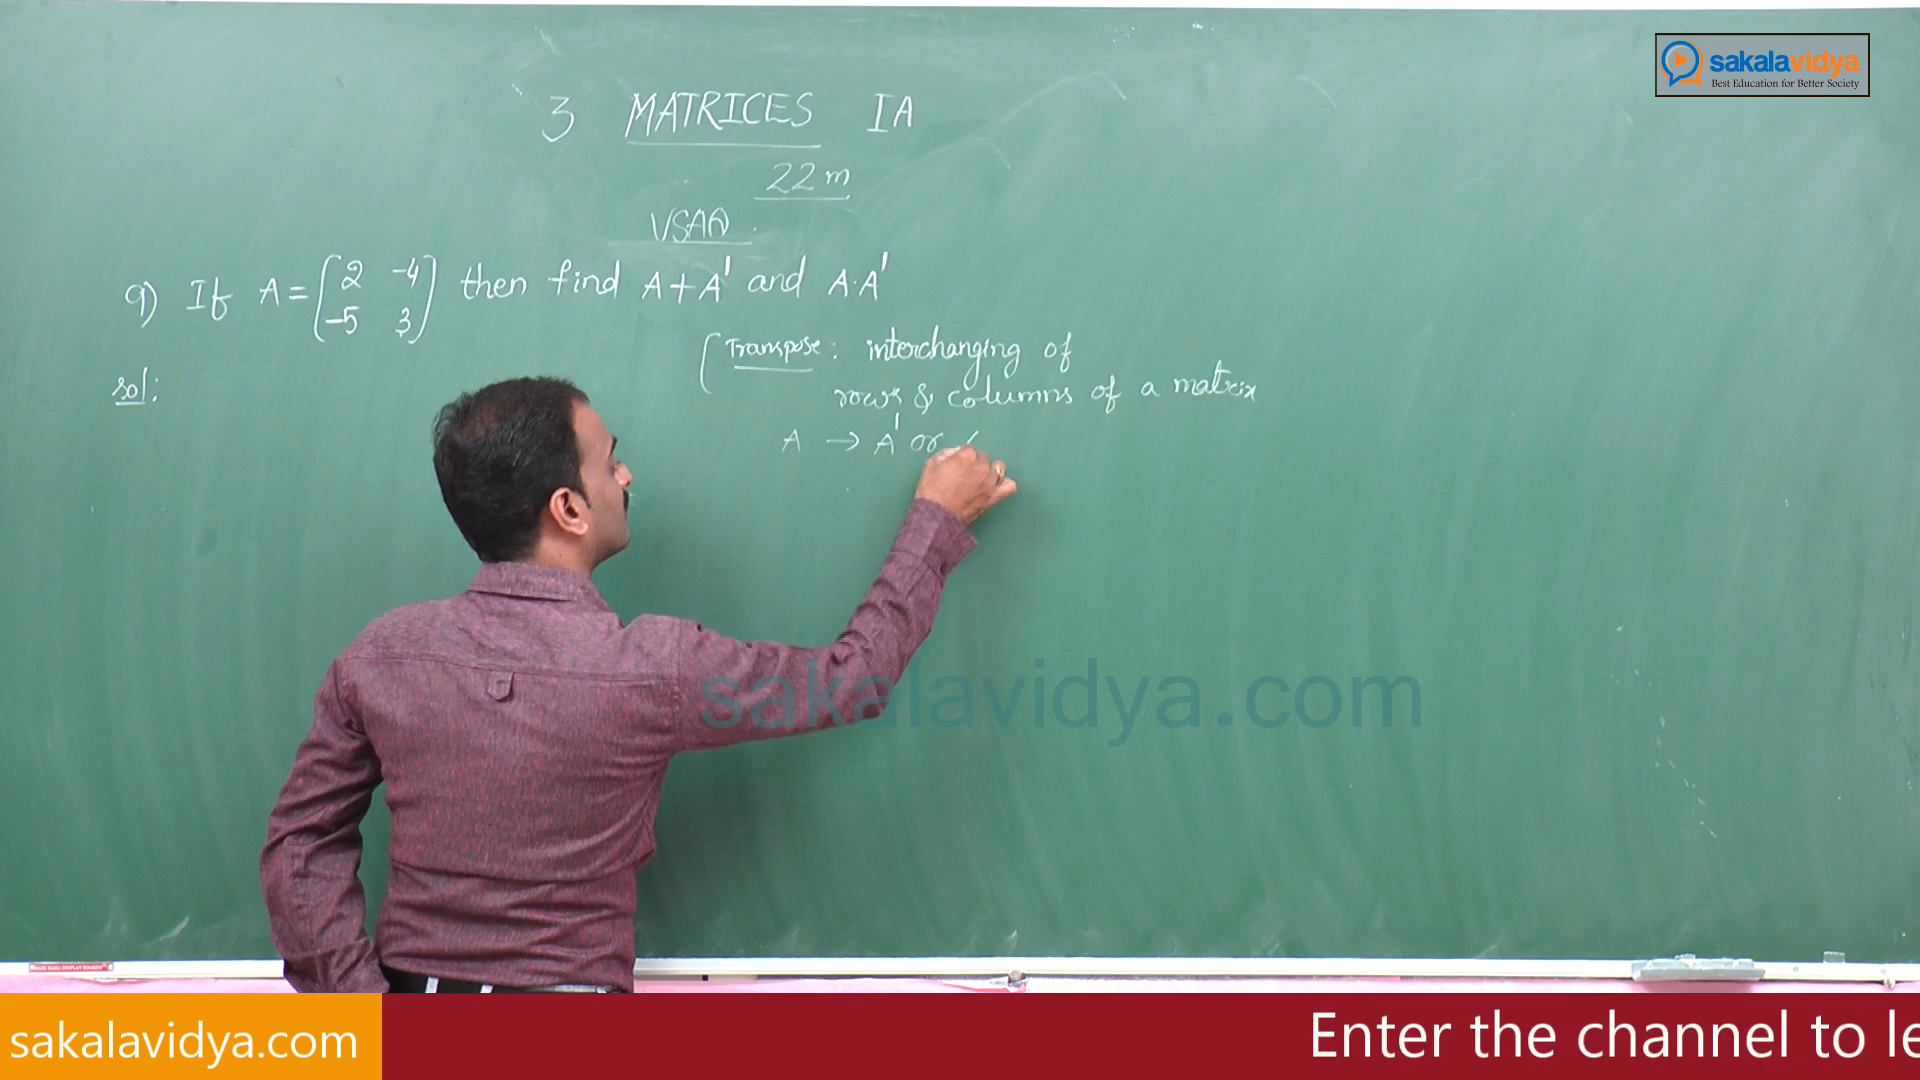 sakalavidya
Best Education for Better Society
3 MATRICES IA
22 m
VSAQ
9) If A = [2 -4
-5 3] then find A+A' and A.A'
sol:
[Transpose: interchanging of
rows & columns of a matrix
A → A' or
sakalavidya.com
sakalavidya.com
Enter the channel to le